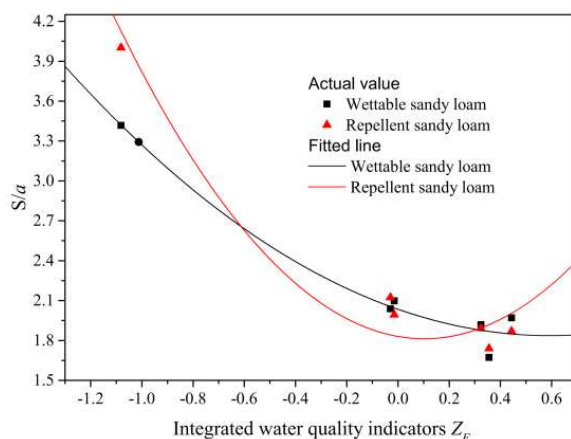 4.2
3.9
3.6
3.3
3.0
2.7
2.4
2.1
1.8
1.5
S/a
Actual value
Wettable sandy loam
Repellent sandy loam
Fitted line
Wettable sandy loam
Repellent sandy loam
-1.2 -1.0 -0.8 -0.6 -0.4 -0.2 0.0 0.2 0.4 0.6
Integrated water quality indicators Z_F